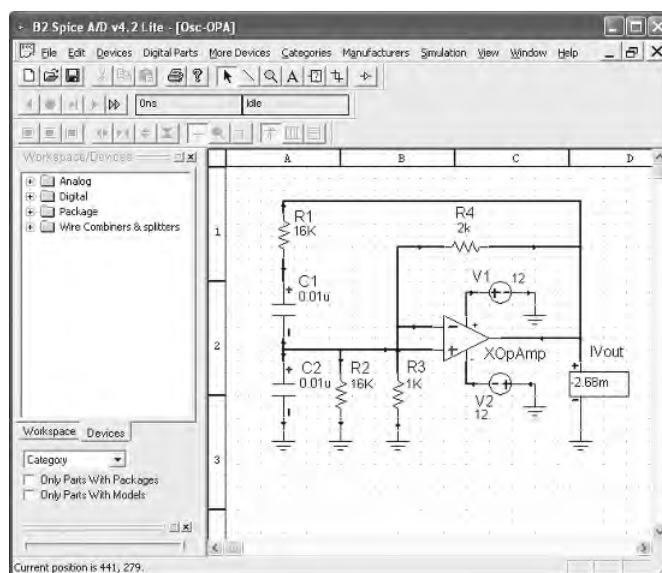 B2 Spice A/D v4.2 Lite - [Osc-OPA]
File Edit Devices Digital Parts More Devices Categories Manufacturers Simulation View Window Help
A
0ns Idle
Workspace/Devices
Analog
Digital
Package
Wire Combiners & splitters
A B C D
1
2
3
R1
16K
R4
2k
C1
0.01u
V1 12
XOpAmp
IVout
-2.68m
C2
0.01u
R2
16K
R3
1K
V2
12
Workspace Devices
Category
Only Parts With Packages
Only Parts With Models
Current position is 441, 279.